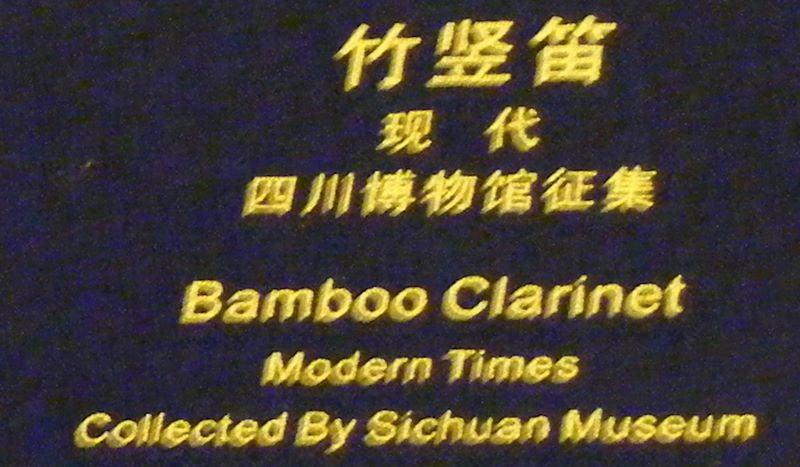 竹竖笛
现 代
四川博物馆征集
Bamboo Clarinet
Modern Times
Collected By Sichuan Museum